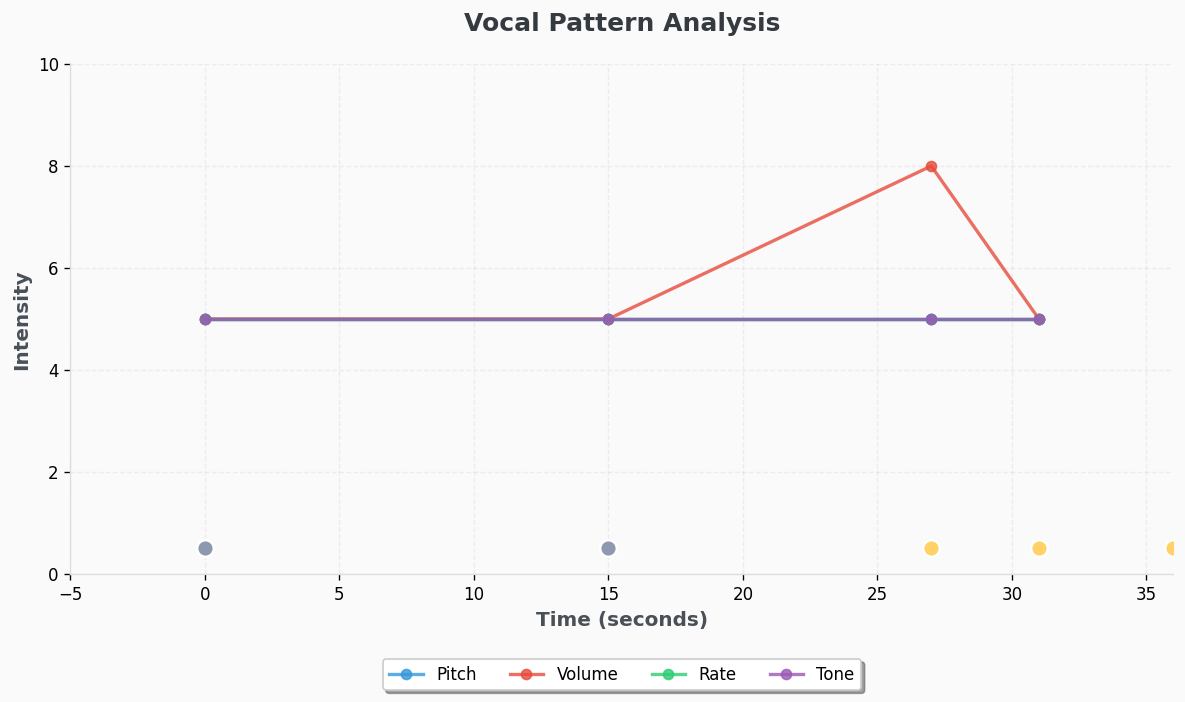 Vocal Pattern Analysis
10
8
6
4
2
0
Intensity
−5 0 5 10 15 20 25 30 35
Time (seconds)
Pitch Volume Rate Tone